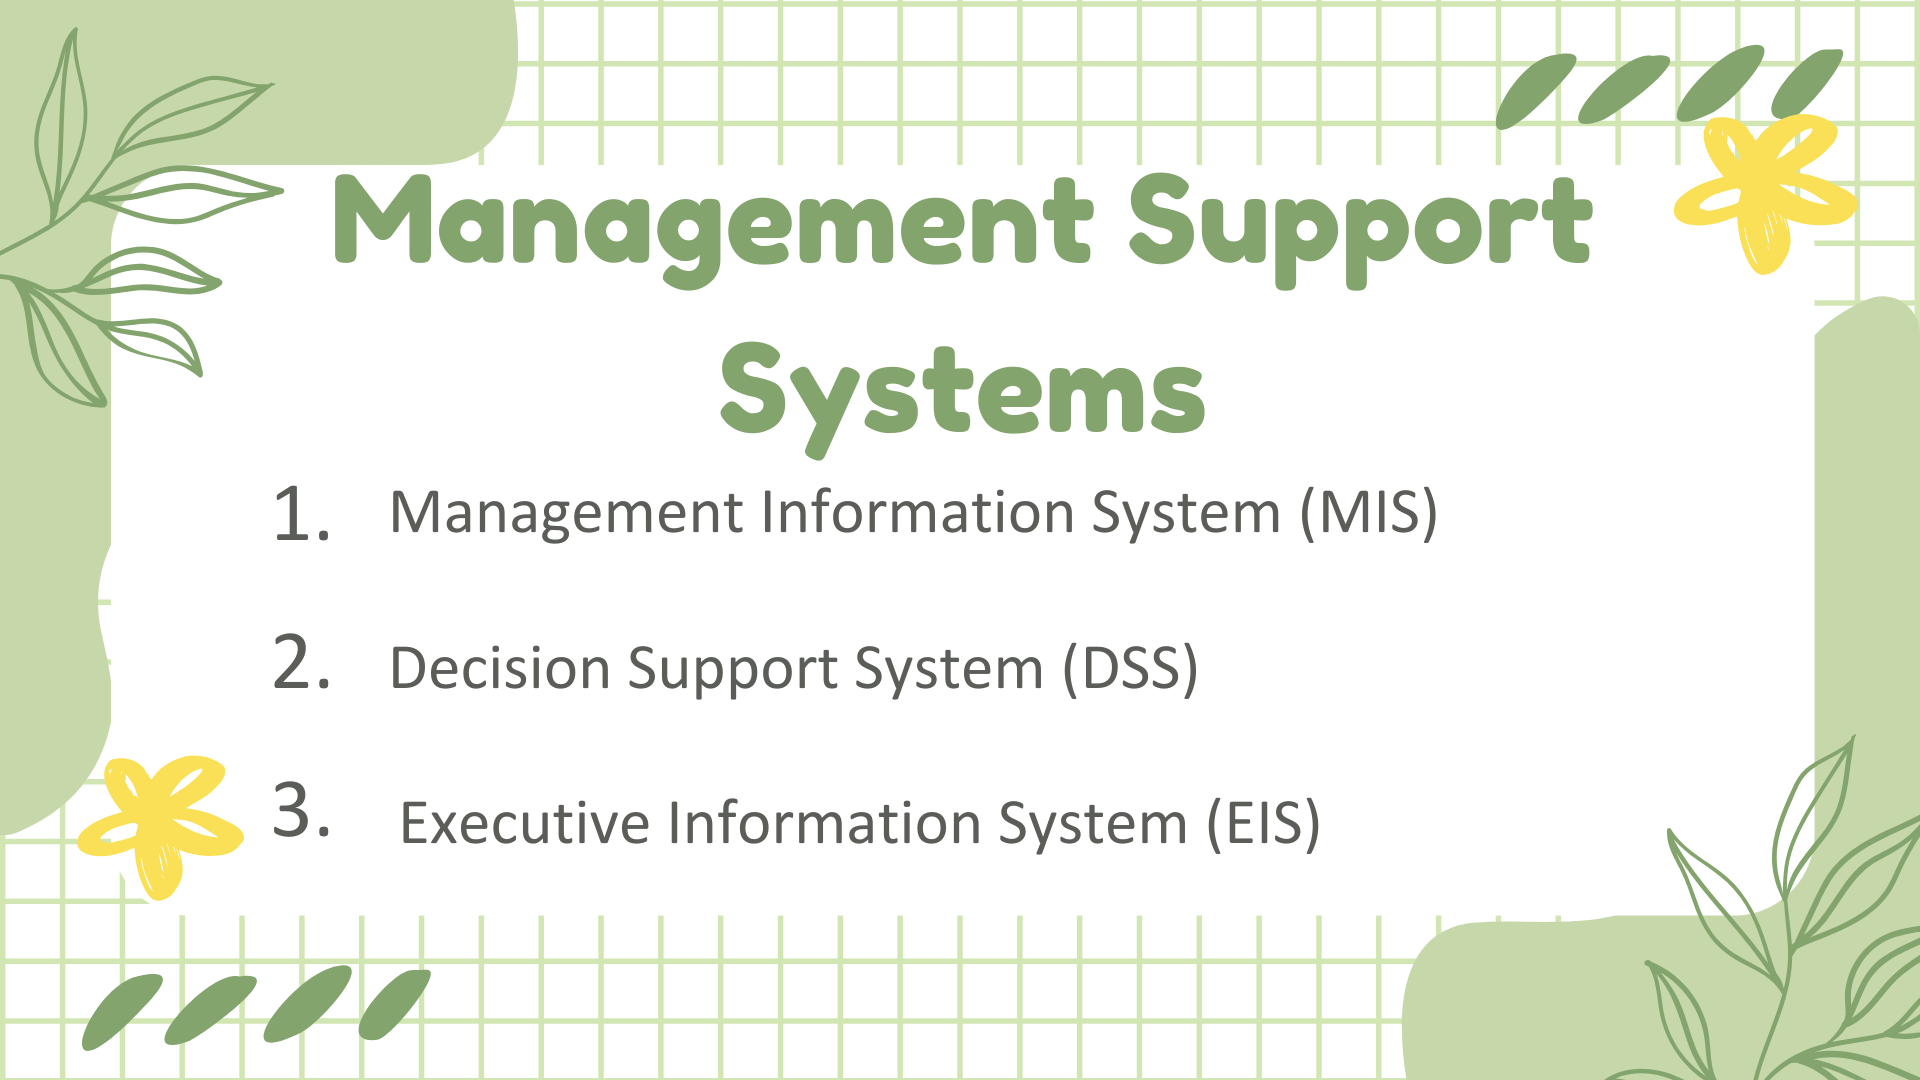 Management Support
Systems
1. Management Information System (MIS)
2. Decision Support System (DSS)
3. Executive Information System (EIS)